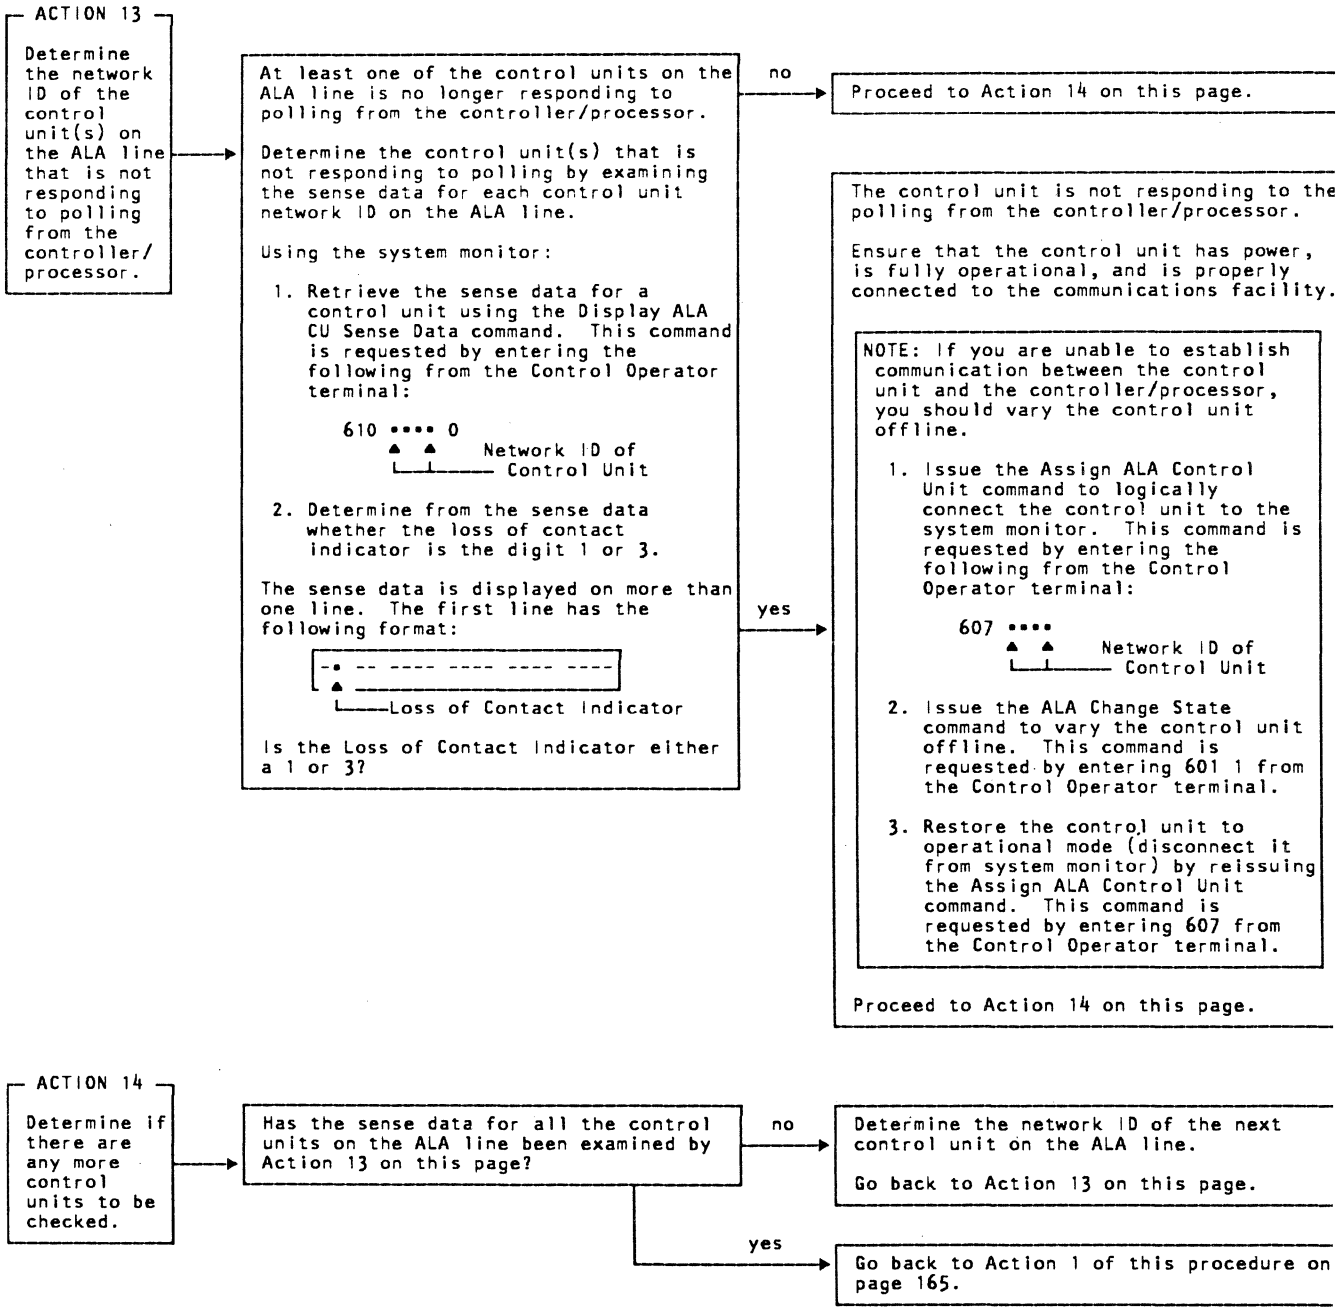 ACTION 13
Determine
the network
ID of the
control
unit(s) on
the ALA line
that is not
responding
to polling
from the
controller/
processor.
At least one of the control units on the
ALA line is no longer responding to
polling from the controller/processor.
Determine the control unit(s) that is
not responding to polling by examining
the sense data for each control unit
network ID on the ALA line.
Using the system monitor:
1. Retrieve the sense data for a
control unit using the Display ALA
CU Sense Data command. This command
is requested by entering the
following from the Control Operator
terminal:
610 •••• 0
Network ID of
Control Unit
2. Determine from the sense data
whether the loss of contact
indicator is the digit 1 or 3.
The sense data is displayed on more than
one line. The first line has the
following format:
-• -- ---- ---- ---- ----
Loss of Contact Indicator
Is the Loss of Contact Indicator either
a 1 or 3?
no
Proceed to Action 14 on this page.
yes
The control unit is not responding to the
polling from the controller/processor.
Ensure that the control unit has power,
is fully operational, and is properly
connected to the communications facility.
NOTE: If you are unable to establish
communication between the control
unit and the controller/processor,
you should vary the control unit
offline.
1. Issue the Assign ALA Control
Unit command to logically
connect the control unit to the
system monitor. This command is
requested by entering the
following from the Control
Operator terminal:
607 ••••
Network ID of
Control Unit
2. Issue the ALA Change State
command to vary the control unit
offline. This command is
requested by entering 601 1 from
the Control Operator terminal.
3. Restore the control unit to
operational mode (disconnect it
from system monitor) by reissuing
the Assign ALA Control Unit
command. This command is
requested by entering 607 from
the Control Operator terminal.
Proceed to Action 14 on this page.
ACTION 14
Determine if
there are
any more
control
units to be
checked.
Has the sense data for all the control
units on the ALA line been examined by
Action 13 on this page?
no
Determine the network ID of the next
control unit on the ALA line.
Go back to Action 13 on this page.
yes
Go back to Action 1 of this procedure on
page 165.